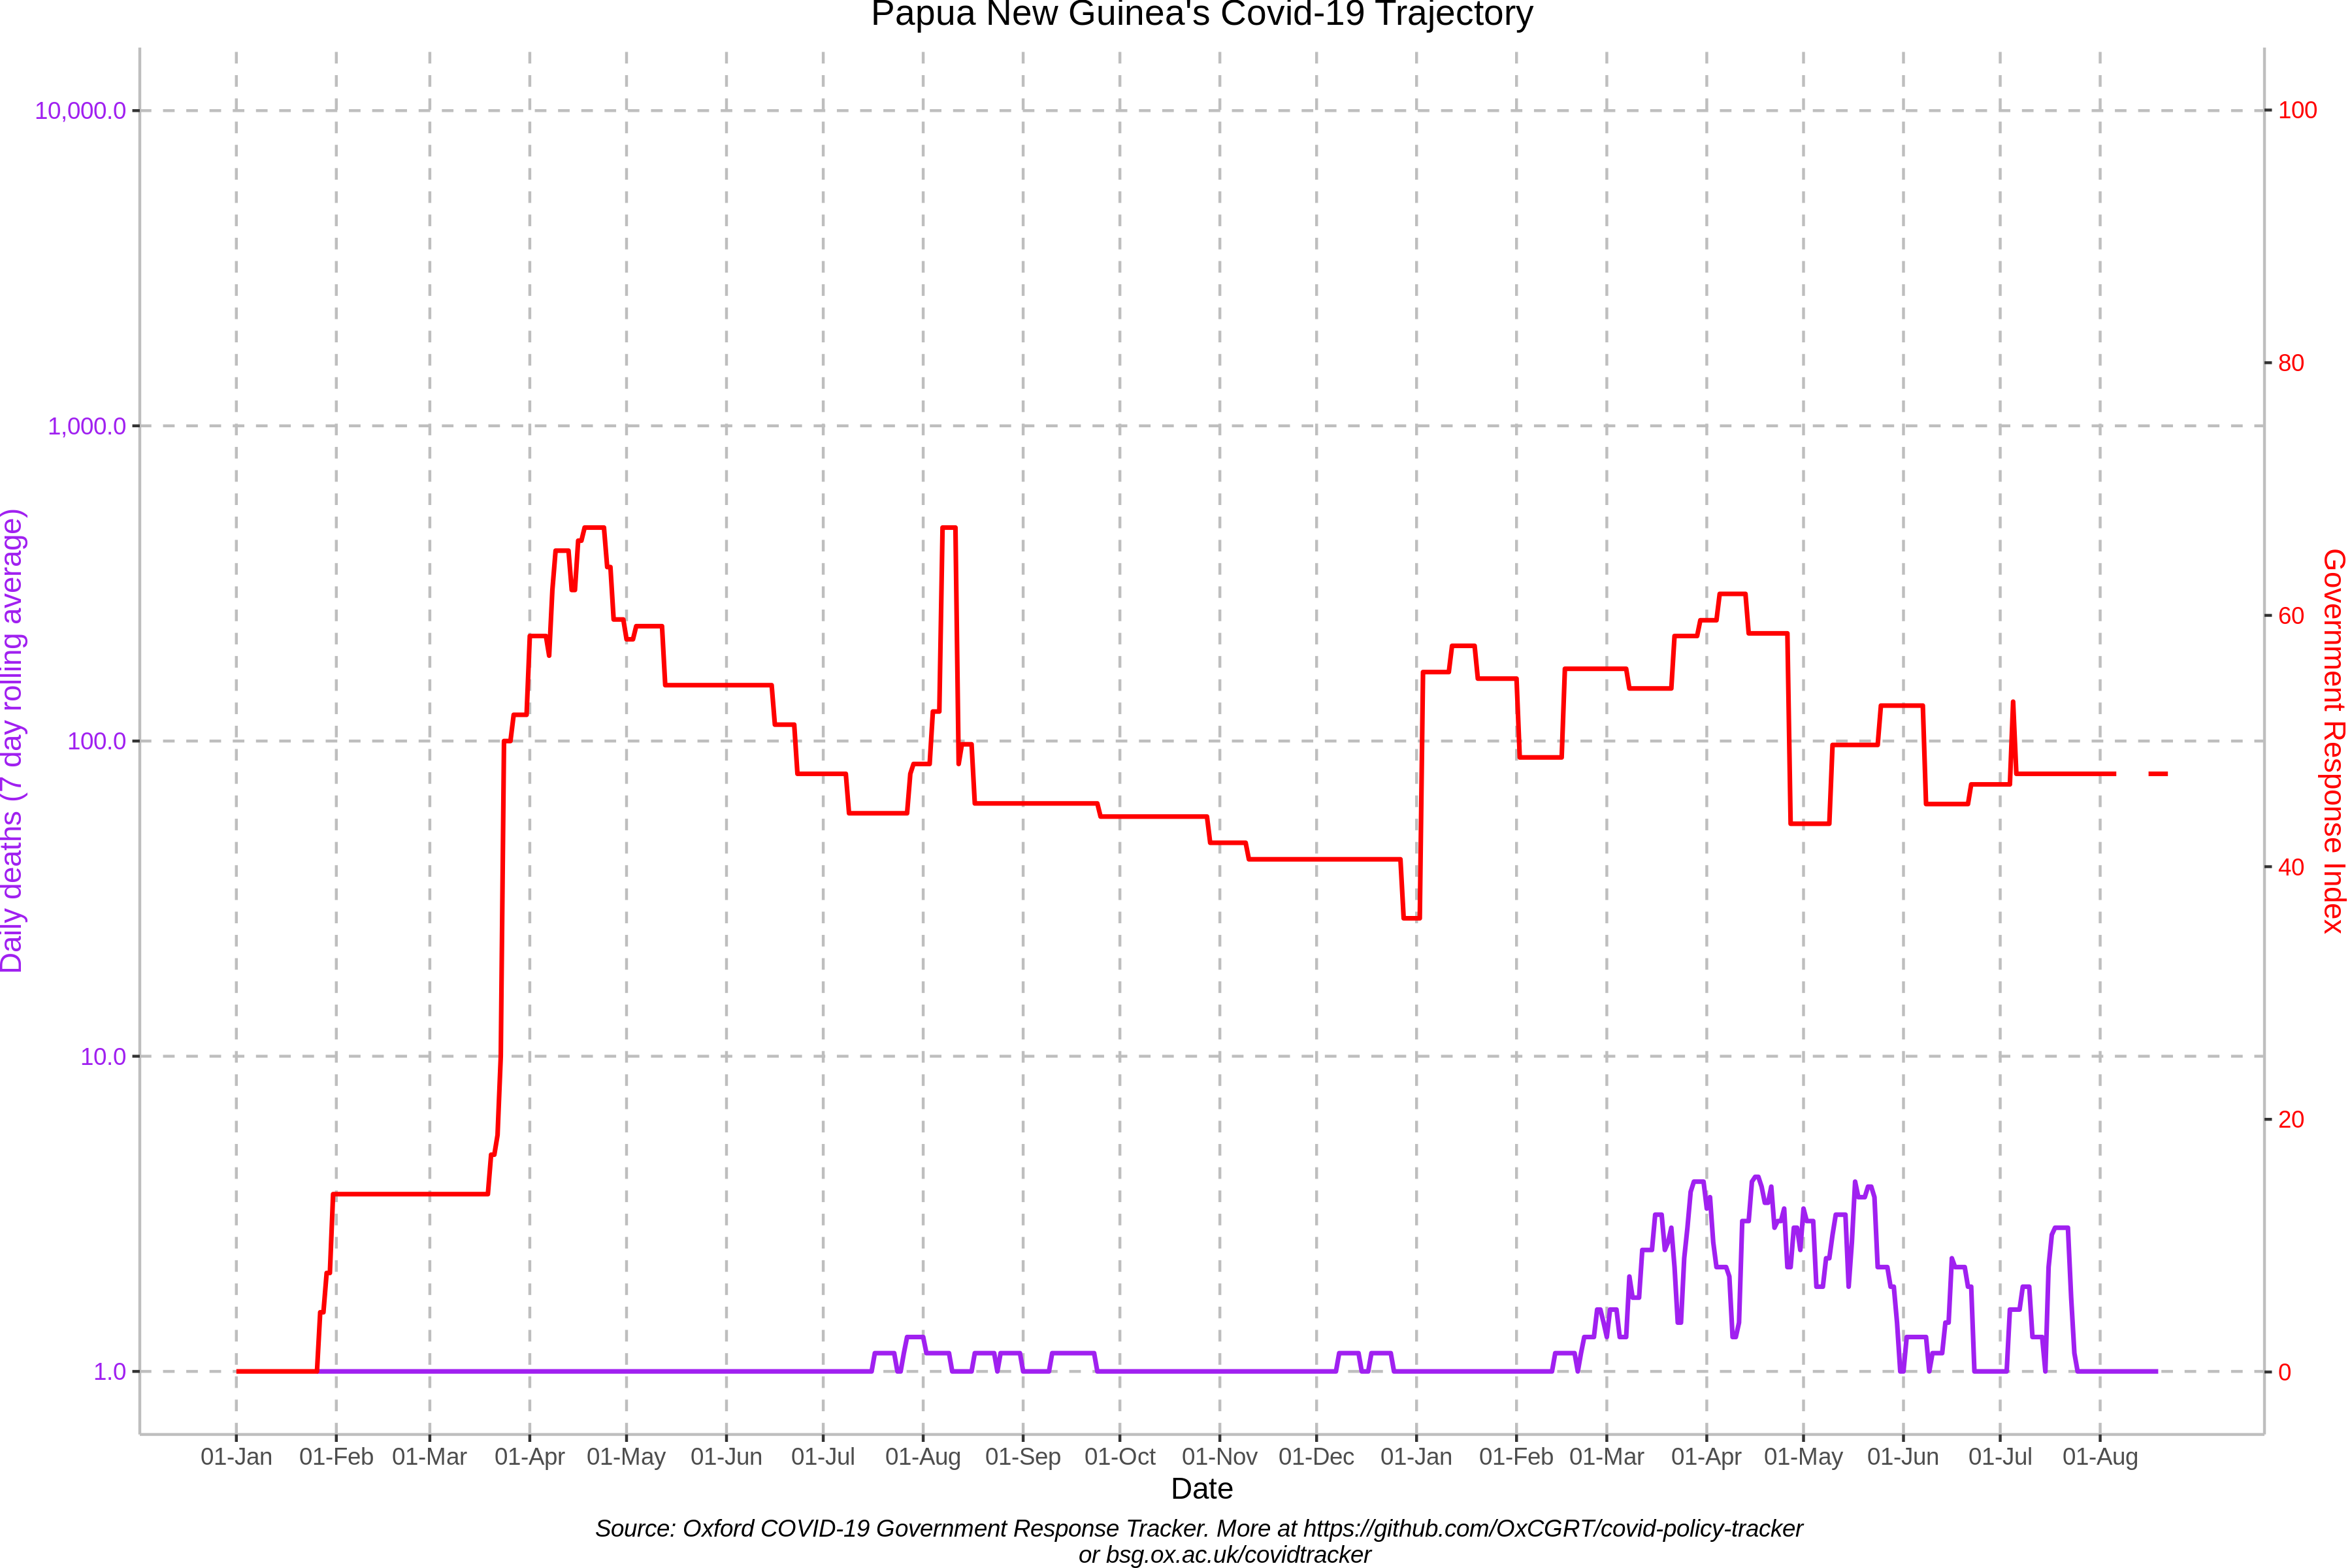 Papua New Guinea's Covid-19 Trajectory
10,000.0
1,000.0
100.0
10.0
1.0
Daily deaths (7 day rolling average)
100
80
60
40
20
0
Government Response Index
01-Jan 01-Feb 01-Mar 01-Apr 01-May 01-Jun 01-Jul 01-Aug 01-Sep 01-Oct 01-Nov 01-Dec 01-Jan 01-Feb 01-Mar 01-Apr 01-May 01-Jun 01-Jul 01-Aug
Date
Source: Oxford COVID-19 Government Response Tracker. More at https://github.com/OxCGRT/covid-policy-tracker
or bsg.ox.ac.uk/covidtracker